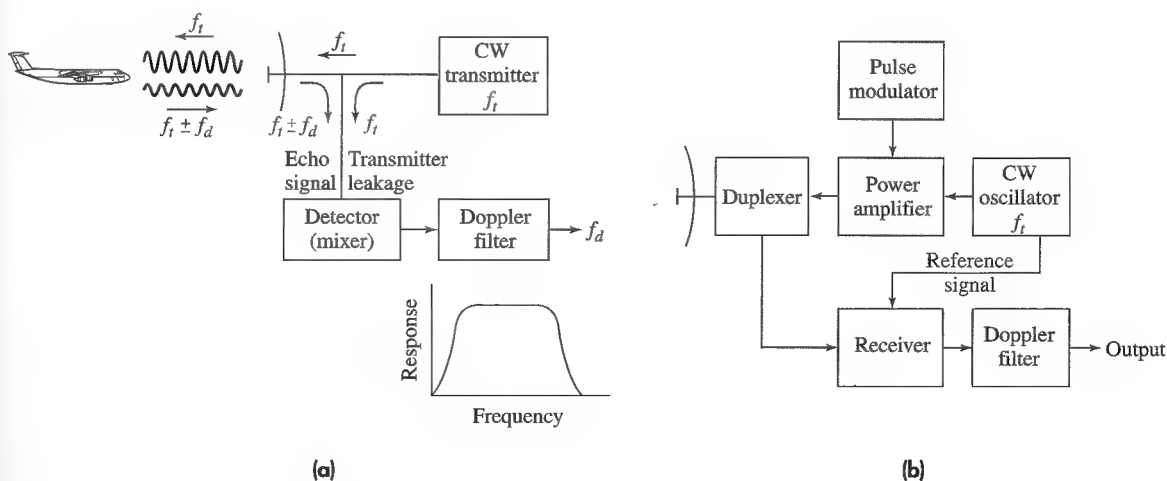 f_t
f_t ± f_d
f_t
CW
transmitter
f_t
f_t ± f_d
f_t
Echo
signal
Transmitter
leakage
Detector
(mixer)
Doppler
filter
f_d
Response
Frequency
(a)
Pulse
modulator
Duplexer
Power
amplifier
CW
oscillator
f_t
Reference
signal
Receiver
Doppler
filter
Output
(b)